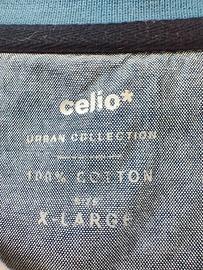 celio*
URBAN COLLECTION
100% COTTON
SIZE
X-LARGE